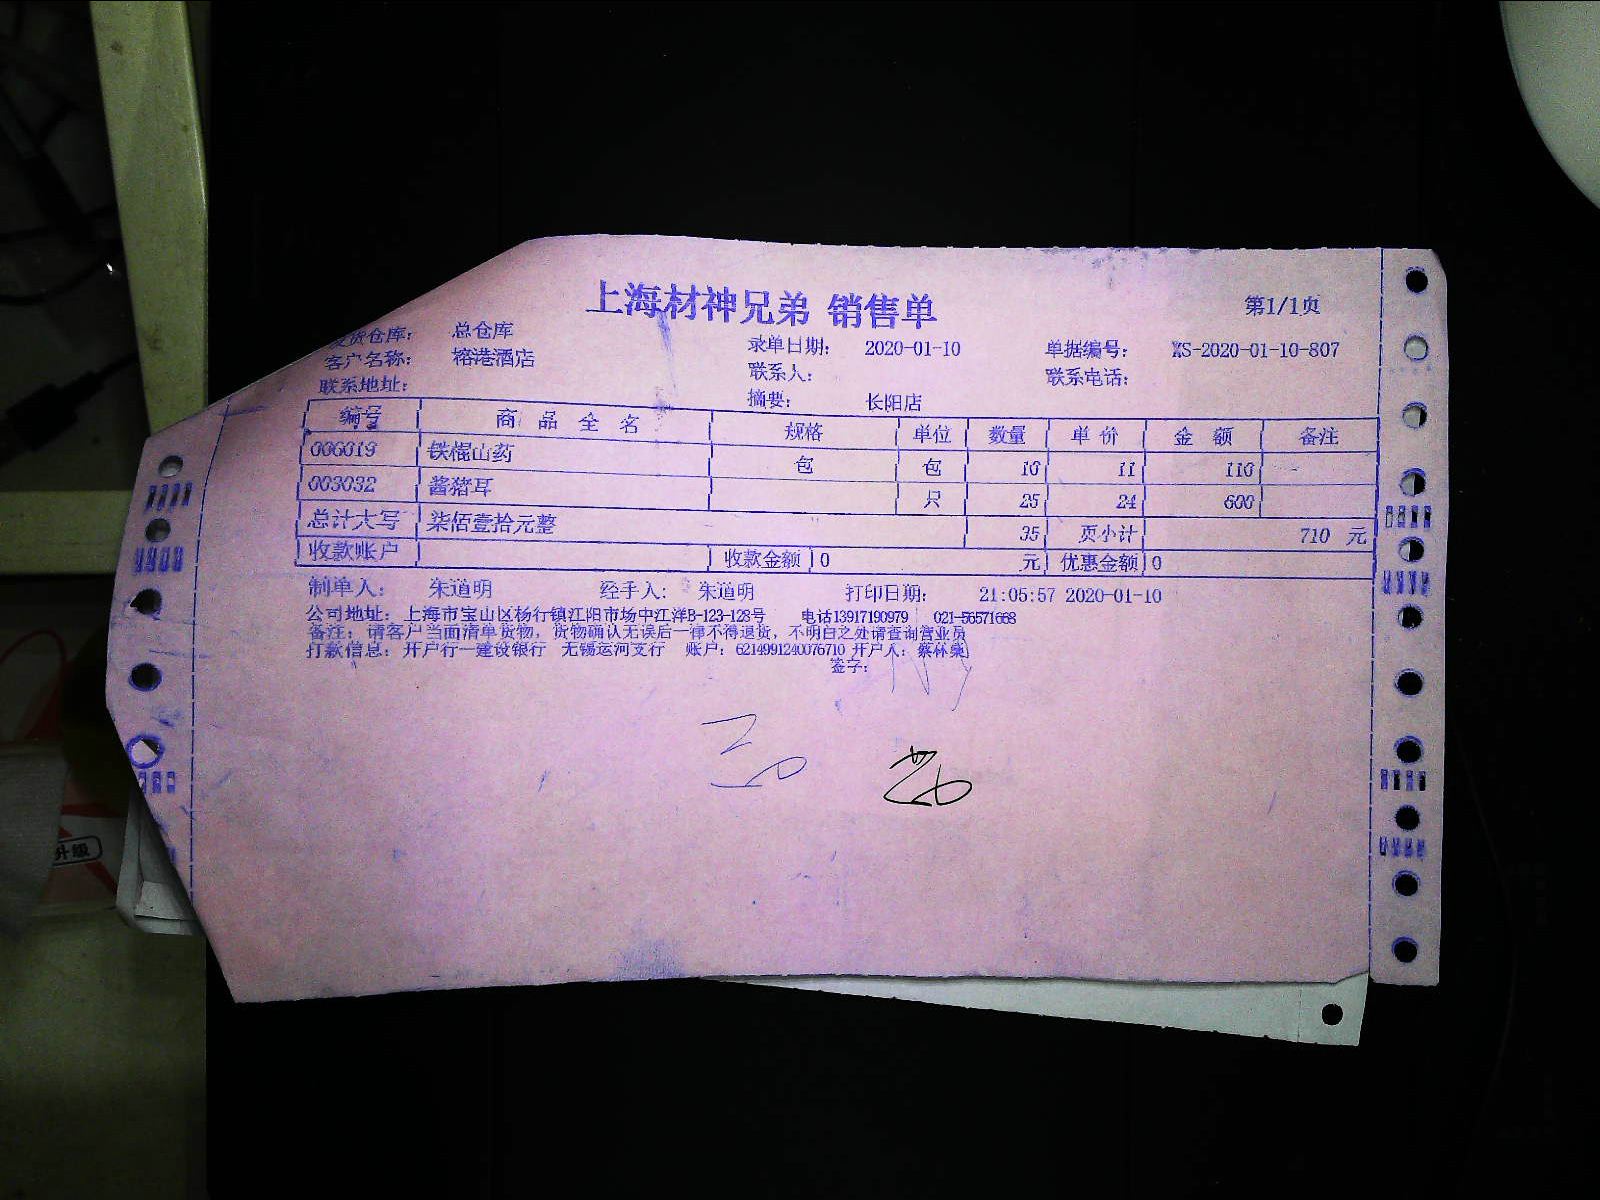 上海材神兄弟 销售单
第1/1页
发货仓库： 总仓库
录单日期： 2020-01-10 单据编号： XS-2020-01-10-807
客户名称： 榕港酒店
联系人： 联系电话：
联系地址：
摘要： 长阳店
编号 商品全名 规格 单位 数量 单价 金额 备注
006019 铁棍山药 包 包 10 11 110 -
003032 酱猪耳 只 25 24 600
总计大写 柒佰壹拾元整 35 页小计 710 元
收款账户 收款金额 0 元 优惠金额 0
制单人： 朱道明 经手人： 朱道明 打印日期： 21:05:57 2020-01-10
公司地址： 上海市宝山区杨行镇江阳市场中江洋B-123-128号 电话13917190979 021-56571668
备注： 请客户当面清单货物，货物确认无误后一律不得退货，不明白之处请查询营业员
打款信息： 开户行一建设银行 无锡运河支行 账户： 6214991240076710 开户人： 蔡林燊
签字：
升級